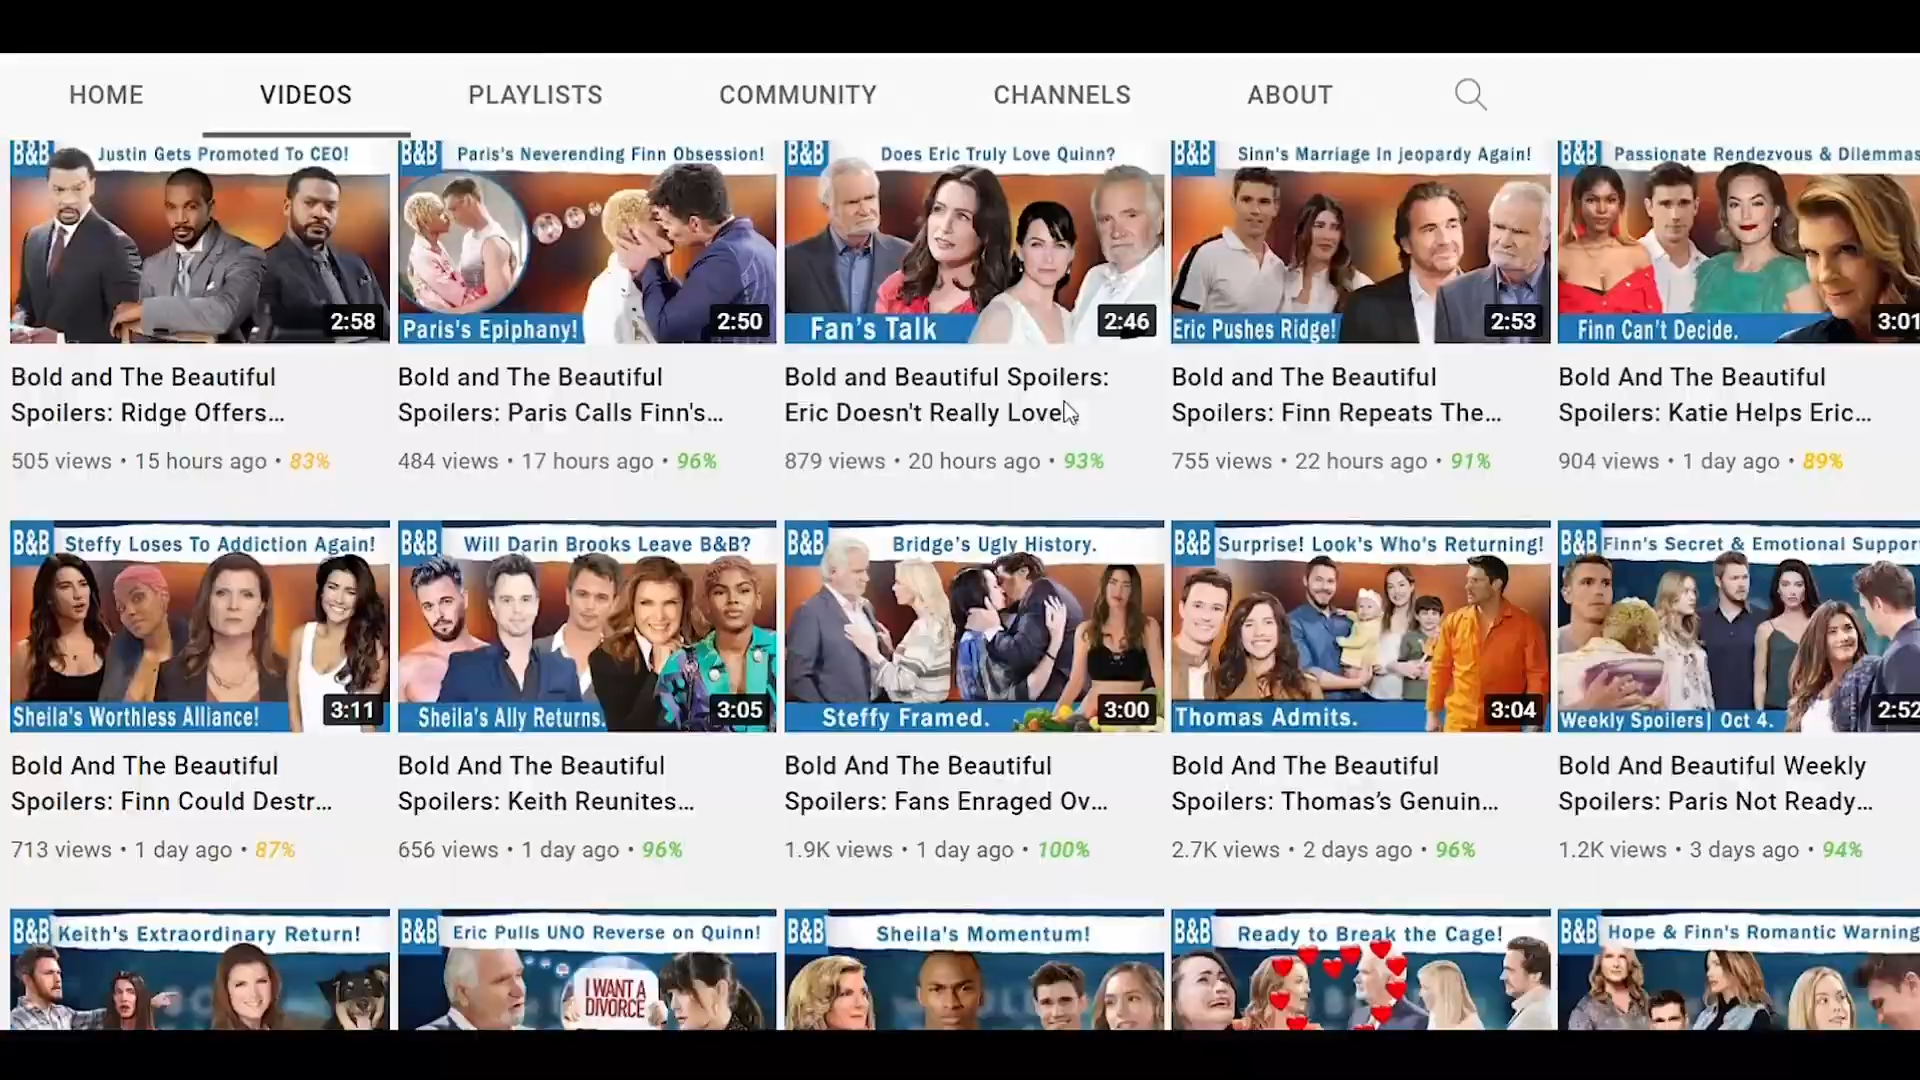 HOME VIDEOS PLAYLISTS COMMUNITY CHANNELS ABOUT
B&B Justin Gets Promoted To CEO!
2:58
Bold and The Beautiful
Spoilers: Ridge Offers...
505 views • 15 hours ago • 83%
B&B Paris's Neverending Finn Obsession!
Paris's Epiphany!
2:50
Bold and The Beautiful
Spoilers: Paris Calls Finn's...
484 views • 17 hours ago • 96%
B&B Does Eric Truly Love Quinn?
Fan's Talk
2:46
Bold and Beautiful Spoilers:
Eric Doesn't Really Love
879 views • 20 hours ago • 93%
B&B Sinn's Marriage In Jeopardy Again!
Eric Pushes Ridge!
2:53
Bold and The Beautiful
Spoilers: Finn Repeats The...
755 views • 22 hours ago • 91%
B&B Passionate Rendezvous & Dilemmas
Finn Can't Decide.
3:01
Bold And The Beautiful
Spoilers: Katie Helps Eric...
904 views • 1 day ago • 89%
B&B Steffy Loses To Addiction Again!
Sheila's Worthless Alliance!
3:11
Bold And The Beautiful
Spoilers: Finn Could Destr...
713 views • 1 day ago • 87%
B&B Will Darin Brooks Leave B&B?
Sheila's Ally Returns.
3:05
Bold And The Beautiful
Spoilers: Keith Reunites...
656 views • 1 day ago • 96%
B&B Bridge's Ugly History.
Steffy Framed.
3:00
Bold And The Beautiful
Spoilers: Fans Enraged Ov...
1.9K views • 1 day ago • 100%
B&B Surprise! Look's Who's Returning!
Thomas Admits.
3:04
Bold And The Beautiful
Spoilers: Thomas's Genuin...
2.7K views • 2 days ago • 96%
B&B Finn's Secret & Emotional Suppor
Weekly Spoilers| Oct 4.
2:52
Bold And Beautiful Weekly
Spoilers: Paris Not Ready...
1.2K views • 3 days ago • 94%
B&B Keith's Extraordinary Return!
B&B Eric Pulls UNO Reverse on Quinn!
I WANT A
DIVORCE
B&B Sheila's Momentum!
B&B Ready to Break the Cage!
B&B Hope & Finn's Romantic Warning